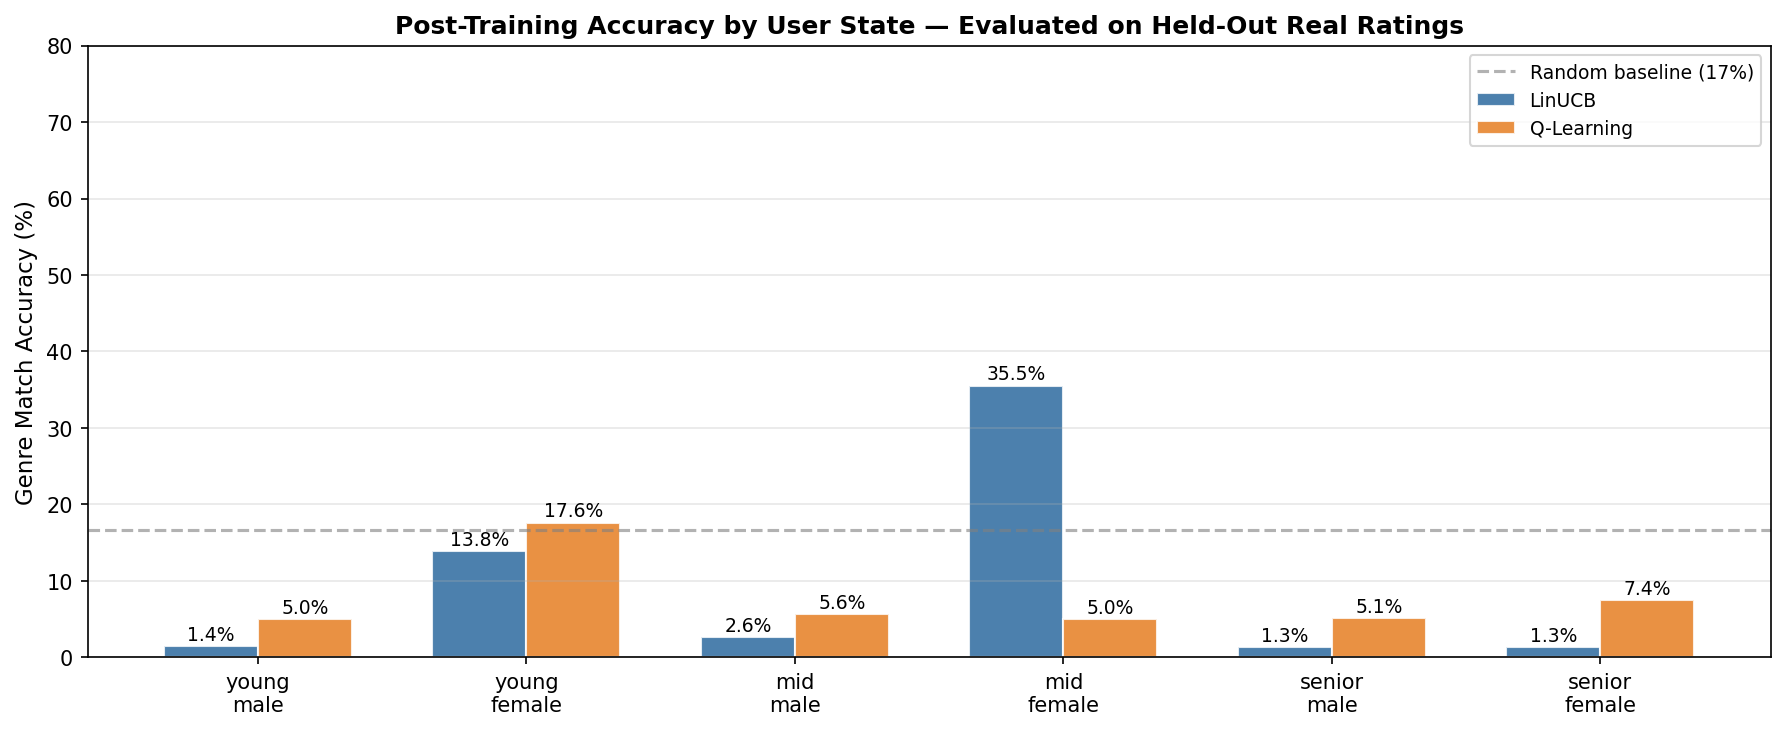 Post-Training Accuracy by User State — Evaluated on Held-Out Real Ratings
Genre Match Accuracy (%)
80
70
60
50
40
30
20
10
0
Random baseline (17%)
LinUCB
Q-Learning
1.4%
5.0%
13.8%
17.6%
2.6%
5.6%
35.5%
5.0%
1.3%
5.1%
1.3%
7.4%
young
male
young
female
mid
male
mid
female
senior
male
senior
female